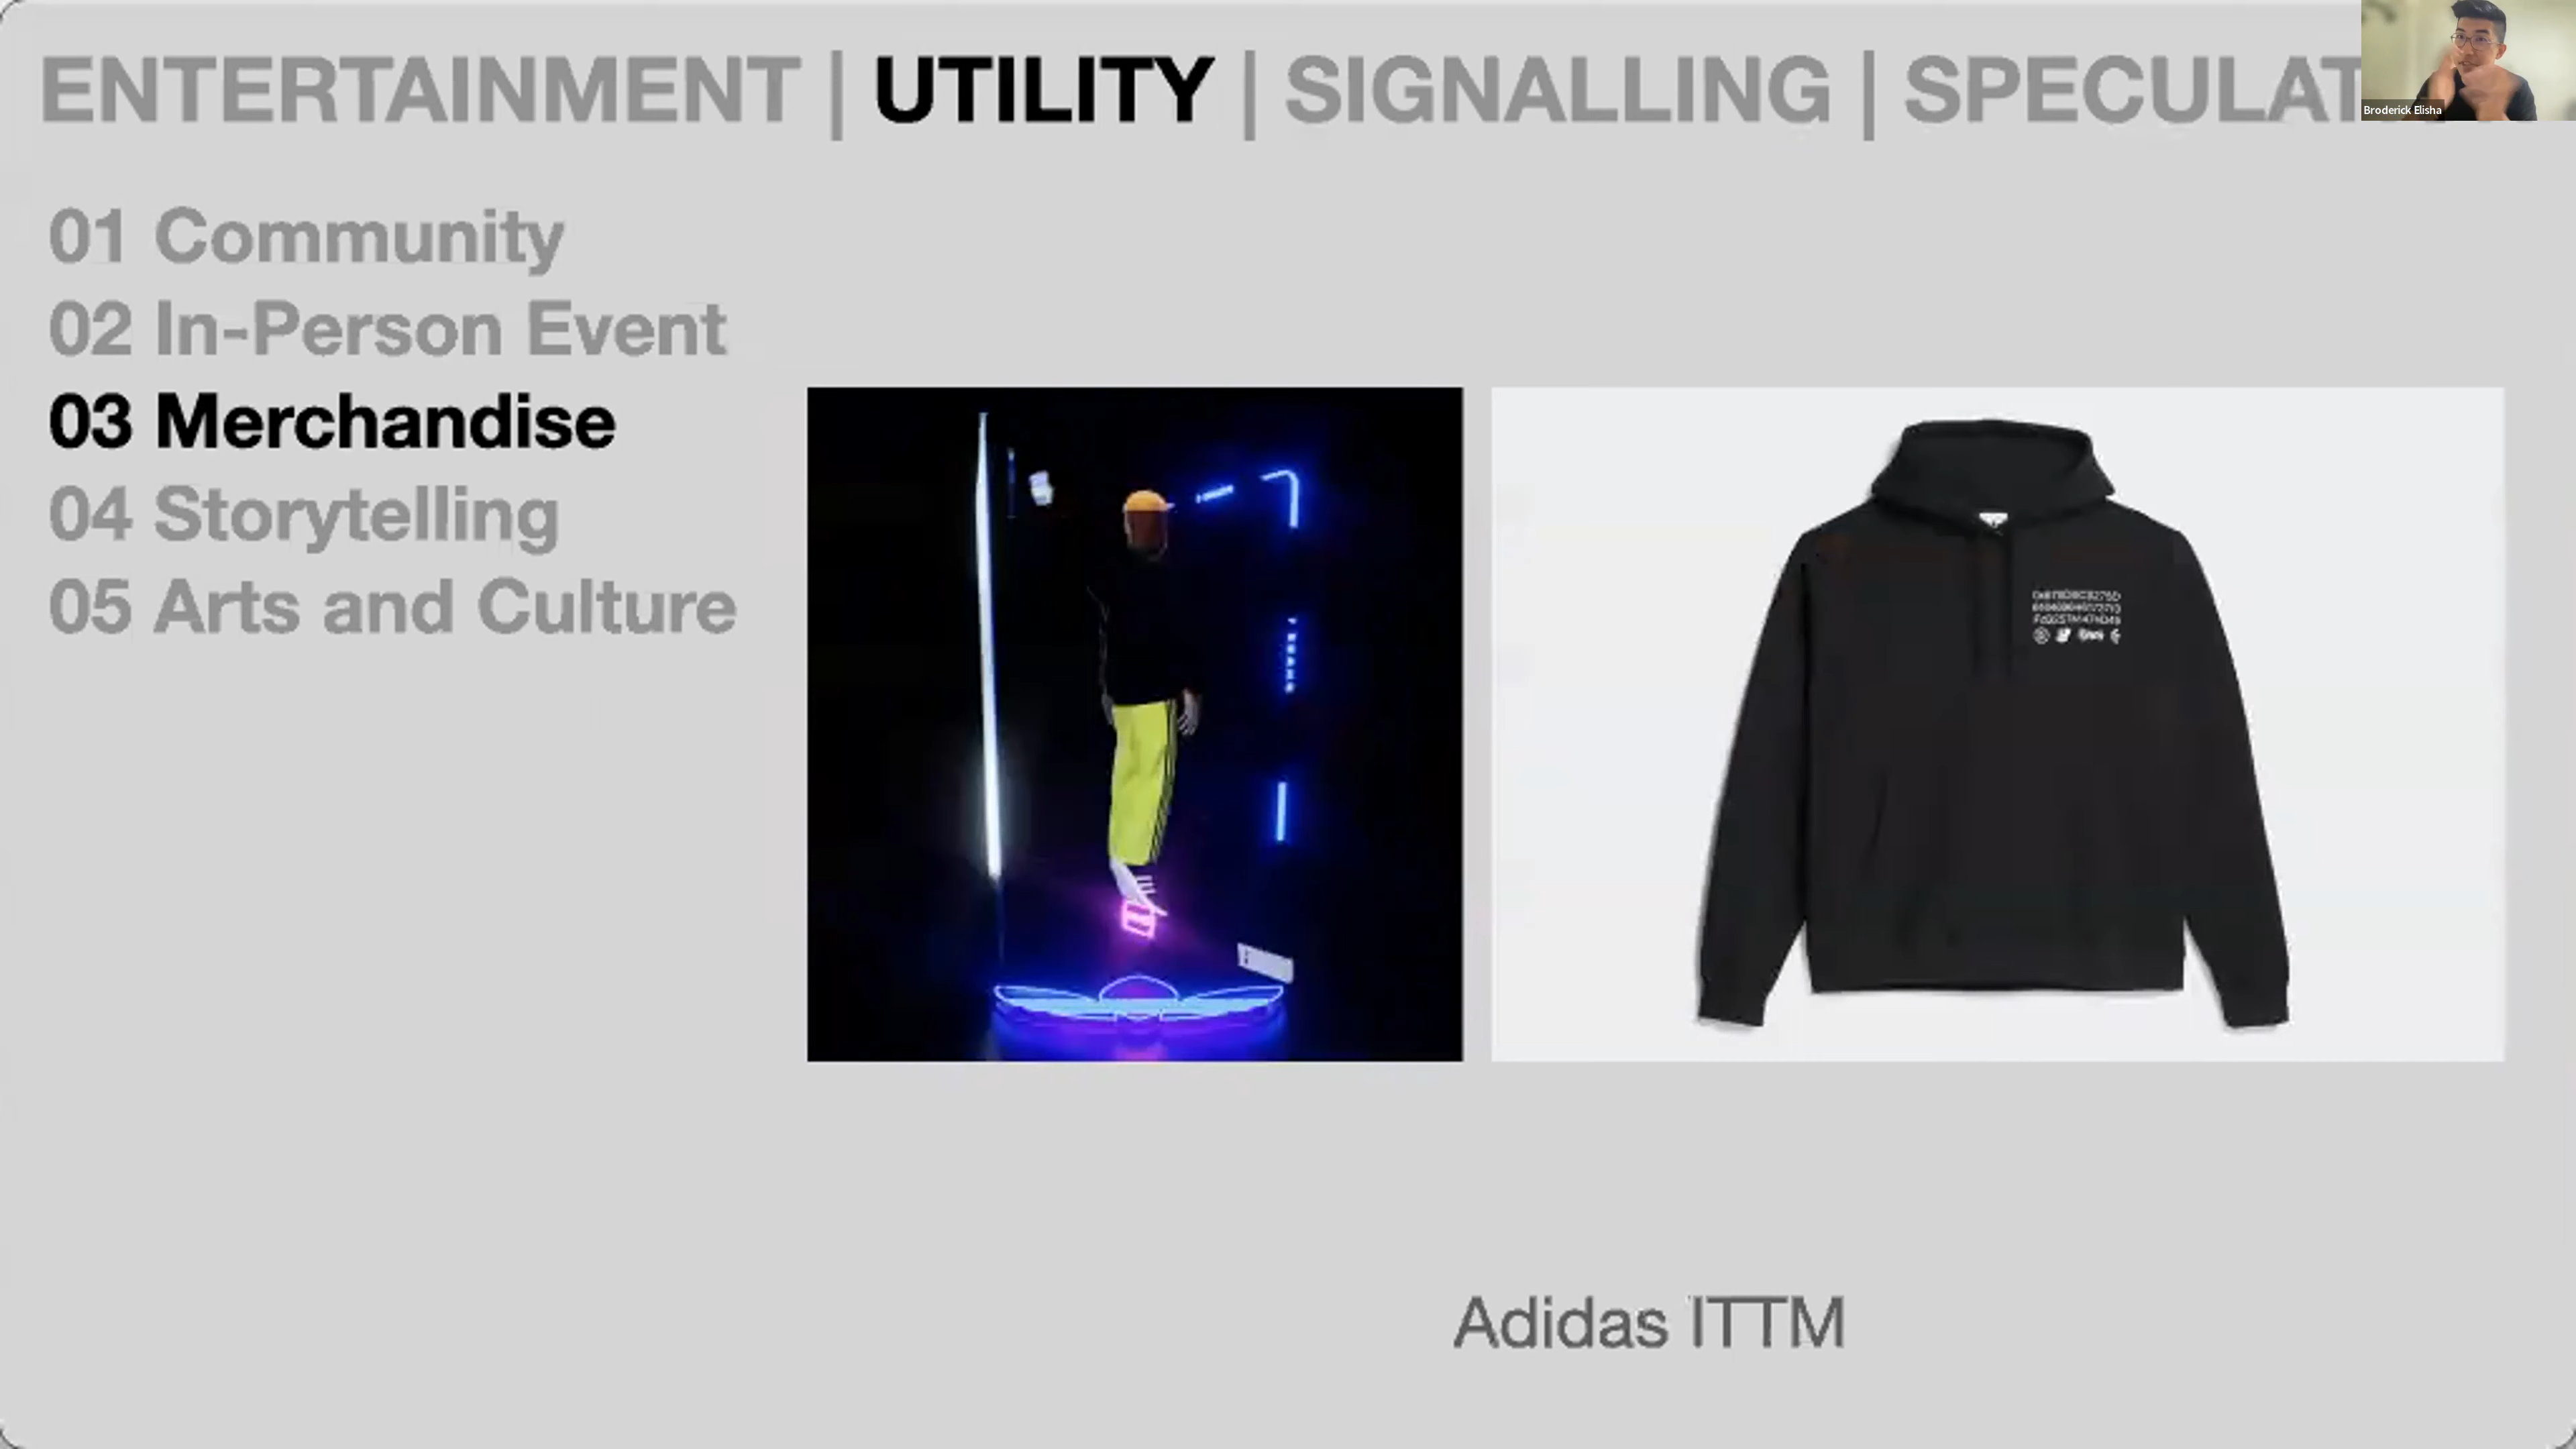 ENTERTAINMENT | UTILITY | SIGNALLING | SPECULAT
Broderick Elisha
01 Community
02 In-Person Event
03 Merchandise
04 Storytelling
05 Arts and Culture
Adidas ITTM